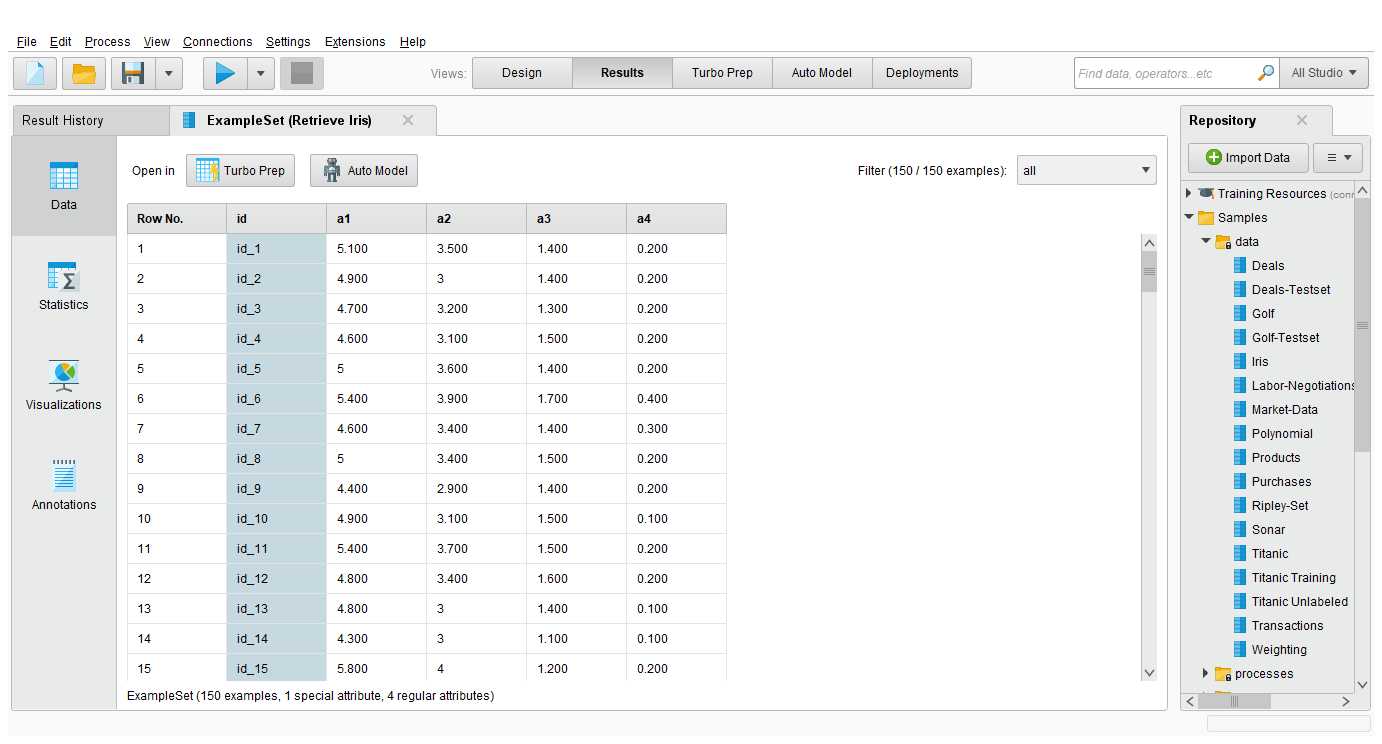 File Edit Process View Connections Settings Extensions Help
Views: Design Results Turbo Prep Auto Model Deployments Find data, operators...etc All Studio
Result History ExampleSet (Retrieve Iris)
Open in Turbo Prep Auto Model Filter (150 / 150 examples): all
Data
Statistics
Visualizations
Annotations
Row No. id a1 a2 a3 a4
1 id_1 5.100 3.500 1.400 0.200
2 id_2 4.900 3 1.400 0.200
3 id_3 4.700 3.200 1.300 0.200
4 id_4 4.600 3.100 1.500 0.200
5 id_5 5 3.600 1.400 0.200
6 id_6 5.400 3.900 1.700 0.400
7 id_7 4.600 3.400 1.400 0.300
8 id_8 5 3.400 1.500 0.200
9 id_9 4.400 2.900 1.400 0.200
10 id_10 4.900 3.100 1.500 0.100
11 id_11 5.400 3.700 1.500 0.200
12 id_12 4.800 3.400 1.600 0.200
13 id_13 4.800 3 1.400 0.100
14 id_14 4.300 3 1.100 0.100
15 id_15 5.800 4 1.200 0.200
ExampleSet (150 examples, 1 special attribute, 4 regular attributes)
Repository
Import Data
Training Resources (conr
Samples
data
Deals
Deals-Testset
Golf
Golf-Testset
Iris
Labor-Negotiations
Market-Data
Polynomial
Products
Purchases
Ripley-Set
Sonar
Titanic
Titanic Training
Titanic Unlabeled
Transactions
Weighting
processes